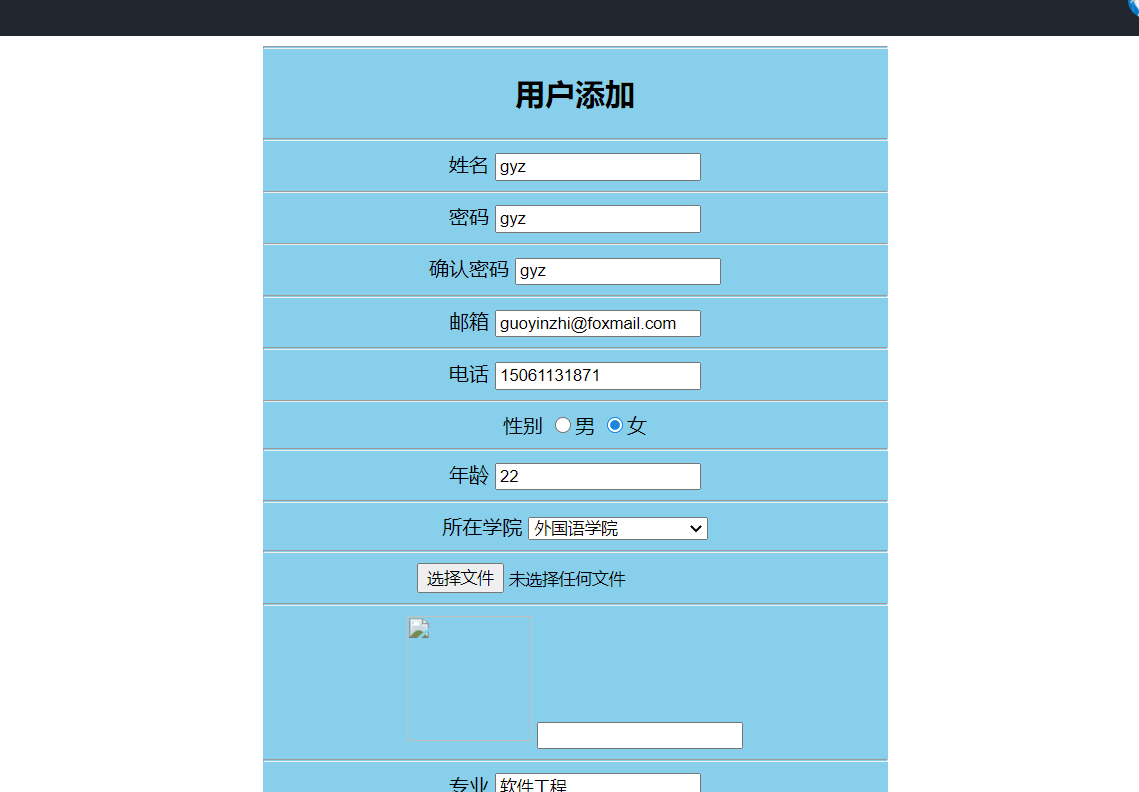 用户添加
姓名 gyz
密码 gyz
确认密码 gyz
邮箱 guoyinzhi@foxmail.com
电话 15061131871
性别 男 女
年龄 22
所在学院 外国语学院
选择文件 未选择任何文件
专业 软件工程